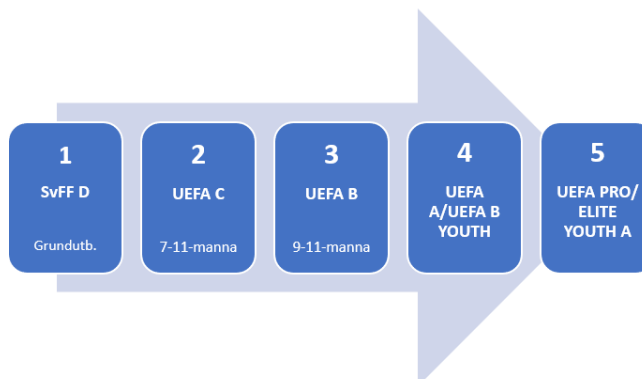 1
SvFF D
Grundutb.
2
UEFA C
7-11-manna
3
UEFA B
9-11-manna
4
UEFA
A/UEFA B
YOUTH
5
UEFA PRO/
ELITE
YOUTH A